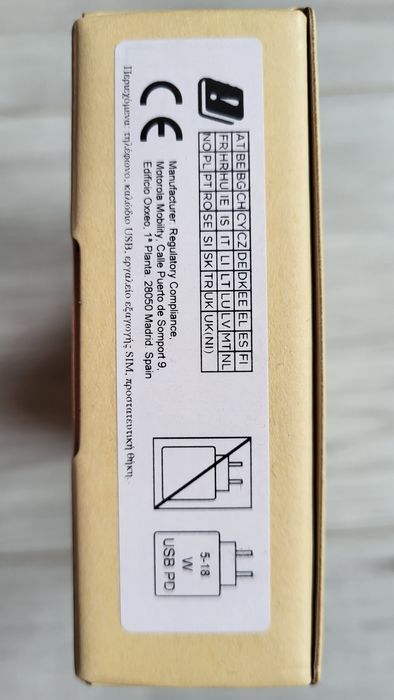 AT BE BG CH CY CZ DE DK EE EL ES FI
FR HR HU IE IS IT LI LT LU LV MT NL
NO PL PT RO SE SI SK TR UK UK(NI)
CE
Manufacturer: Regulatory Compliance,
Motorola Mobility, Calle Puerto de Somport 9,
Edificio Oxxeo, 1ª Planta 28050 Madrid. Spain
Περιεχόμενα: τηλέφωνο, καλώδιο USB, εργαλείο εξαγωγής SIM, προστατευτική θήκη.
5-18
W
USB PD